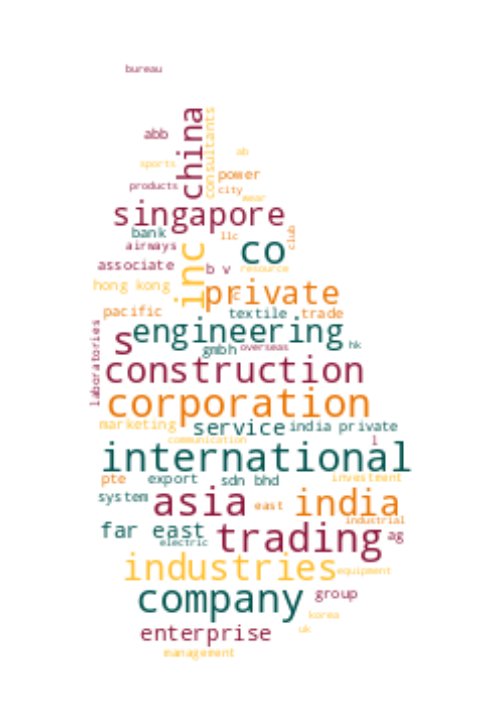 bureau
china
consultants
abb
ab
sports
power
products
city
wear
singapore
bank
llc
club
airways
co
inc
associate
b v
resource
hong kong
private
c
pacific
textile
trade
s
engineering
laboratories
gmbh
overseas
hk
construction
corporation
marketing
service
india private
communication
l
international
pte
export
sdn bhd
investment
system
asia
east
india
industrial
far east
electric
trading
ag
industries
equipment
company
group
korea
enterprise
uk
management